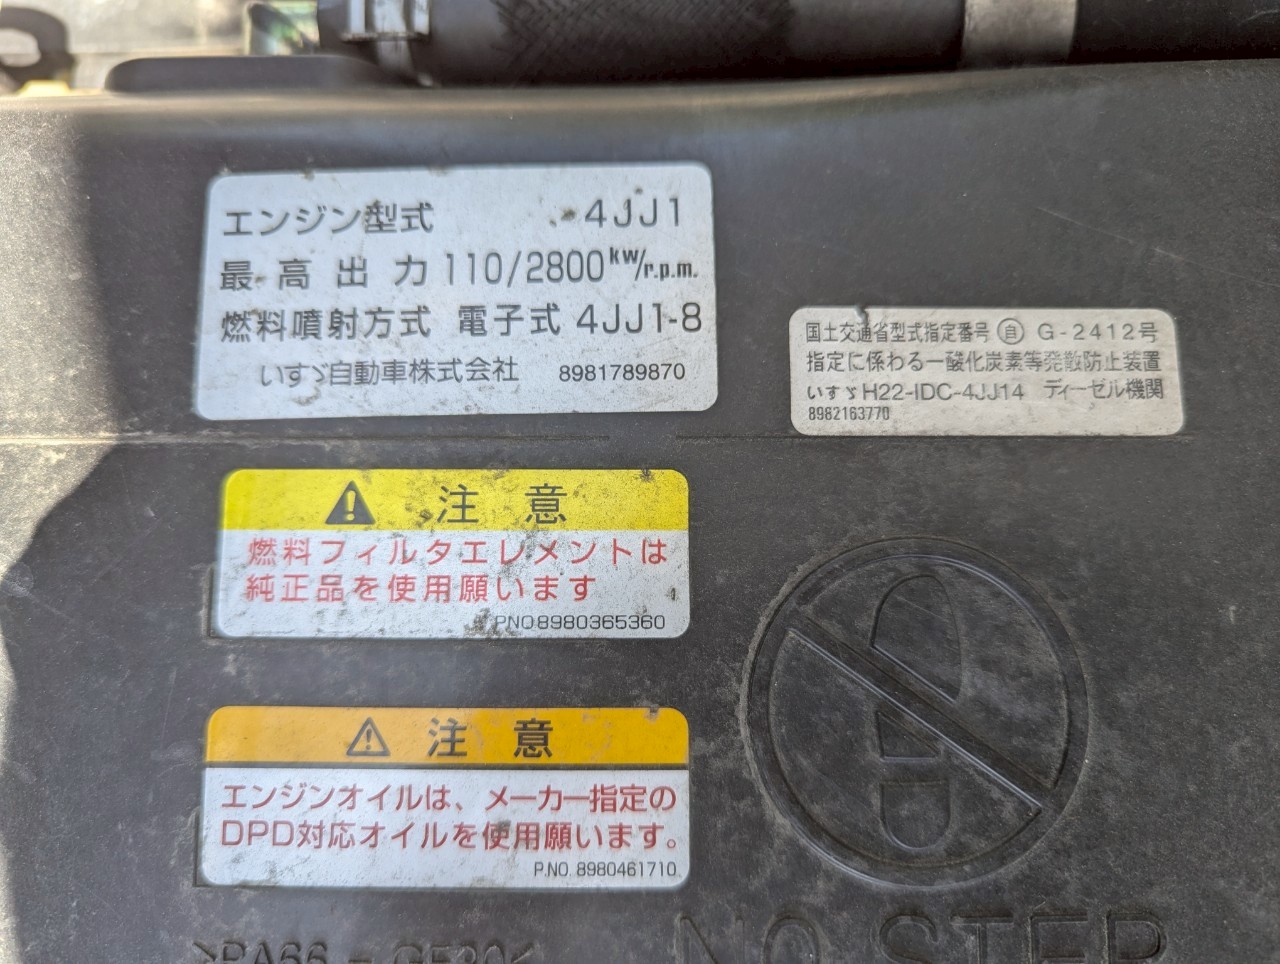 エンジン型式 4JJ1
最高出力 110/2800kw/r.p.m.
燃料噴射方式 電子式 4JJ1-8
いすゞ自動車株式会社 8981789870
国土交通省型式指定番号 ㊀ G-2412号
指定に係わる一酸化炭素等発散防止装置
いすゞH22-IDC-4JJ14 ディーゼル機関
8982163770
注意
燃料フィルタエレメントは
純正品を使用願います
PNO.8980365360
注意
エンジンオイルは、メーカー指定の
DPD対応オイルを使用願います。
P.NO. 8980461710
NO STEP
>PA66-GF30<